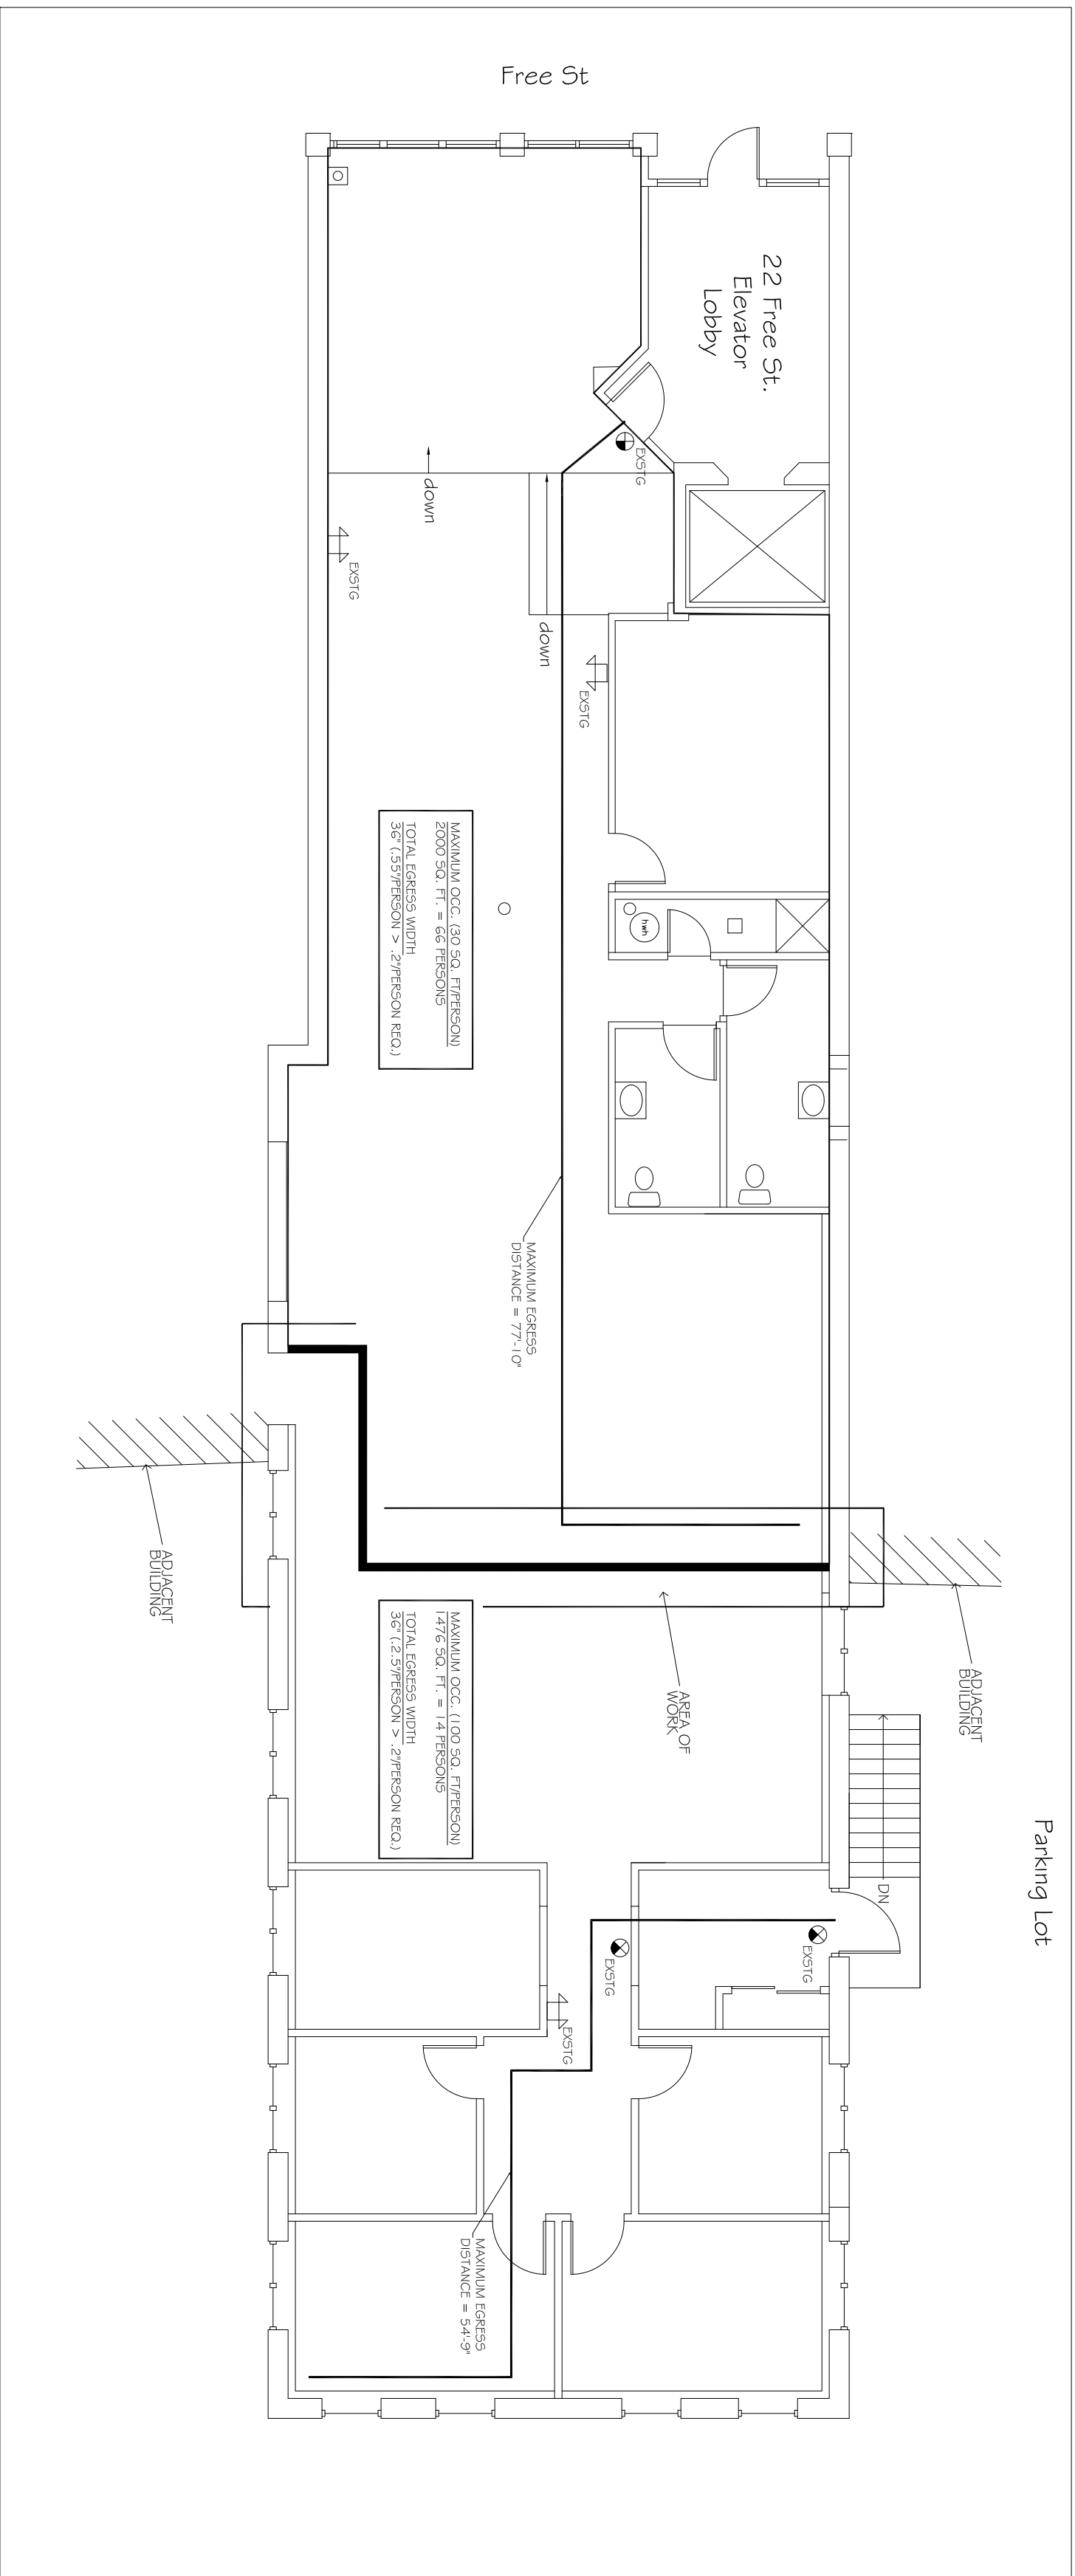 Free St
22 Free St.
Elevator
Lobby
EXSTG
down
EXSTG
down
EXSTG
MAXIMUM OCC. (30 SQ. FT/PERSON)
2000 SQ. FT. = 66 PERSONS
TOTAL EGRESS WIDTH
36" (.55"/PERSON > .2"/PERSON REQ.)
hwh
MAXIMUM EGRESS
DISTANCE = 77'-10"
ADJACENT
BUILDING
ADJACENT
BUILDING
AREA OF
WORK
MAXIMUM OCC. (100 SQ. FT/PERSON)
1476 SQ. FT. = 14 PERSONS
TOTAL EGRESS WIDTH
36" (.2.5"/PERSON > .2"/PERSON REQ.)
Parking Lot
DN
EXSTG
EXSTG
EXSTG
MAXIMUM EGRESS
DISTANCE = 54'-9"